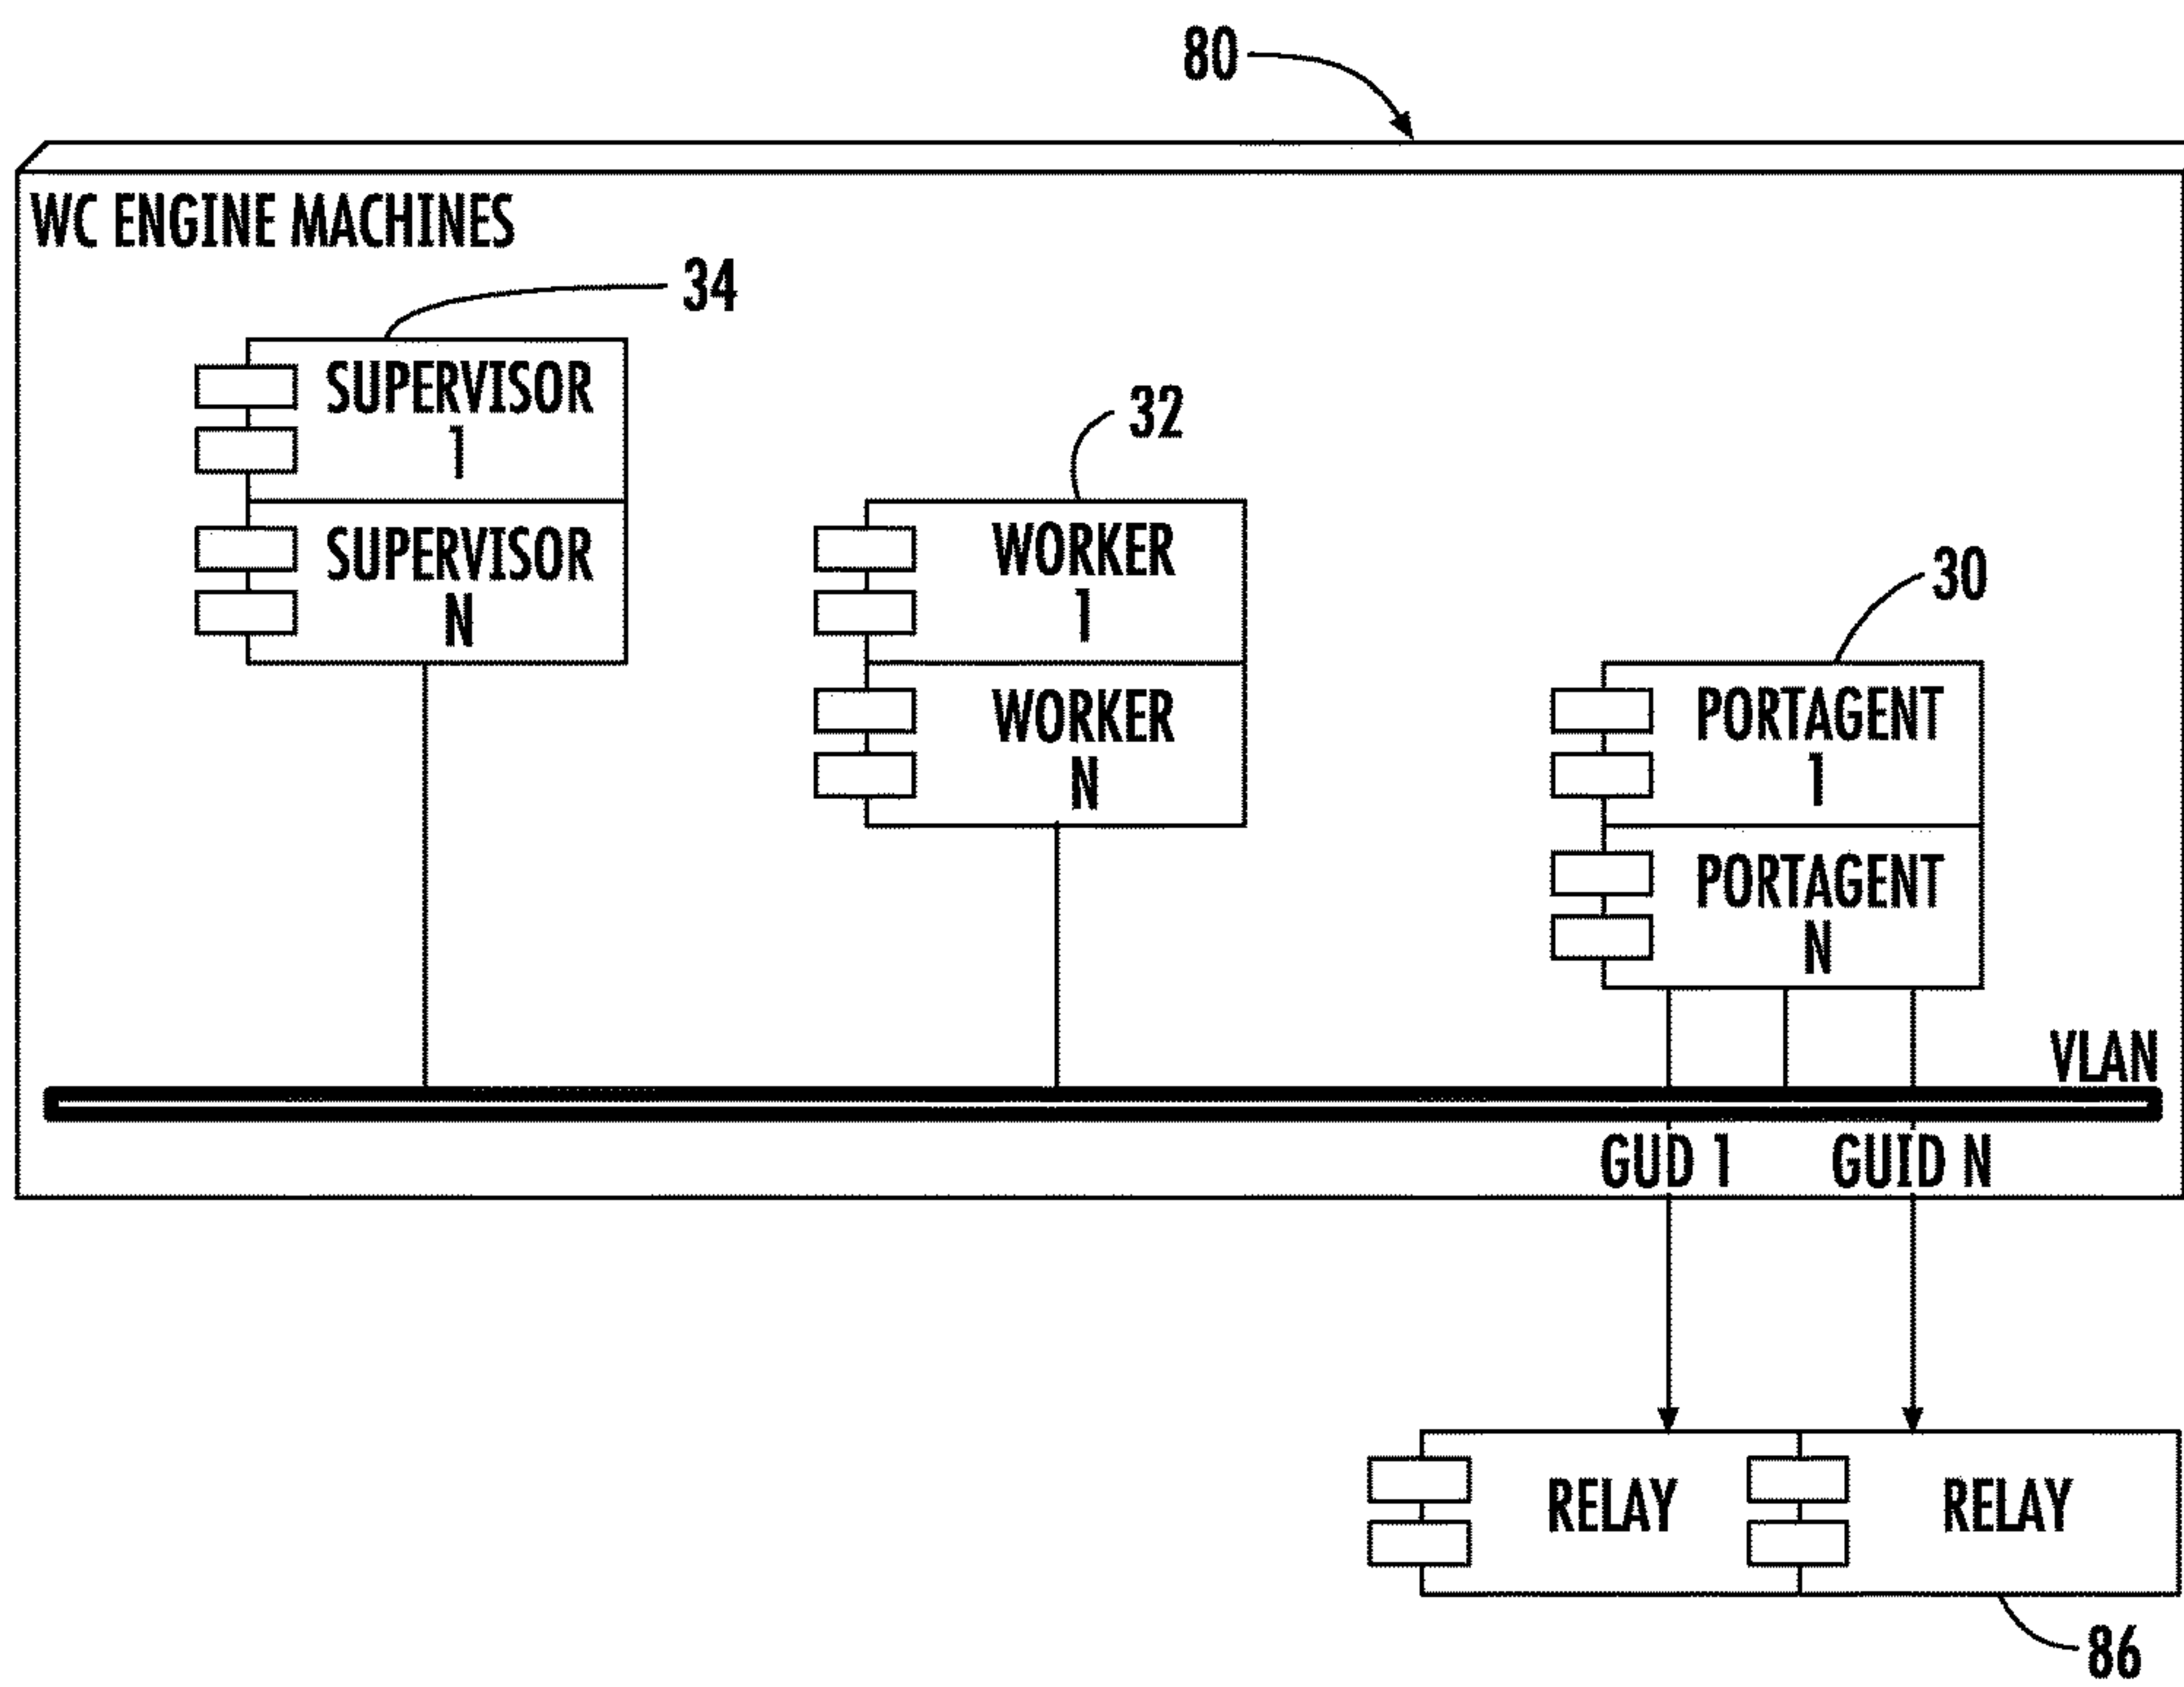 80
WC ENGINE MACHINES
34
SUPERVISOR
1
SUPERVISOR
N
32
WORKER
1
WORKER
N
30
PORTAGENT
1
PORTAGENT
N
VLAN
GUD 1
GUID N
RELAY
RELAY
86